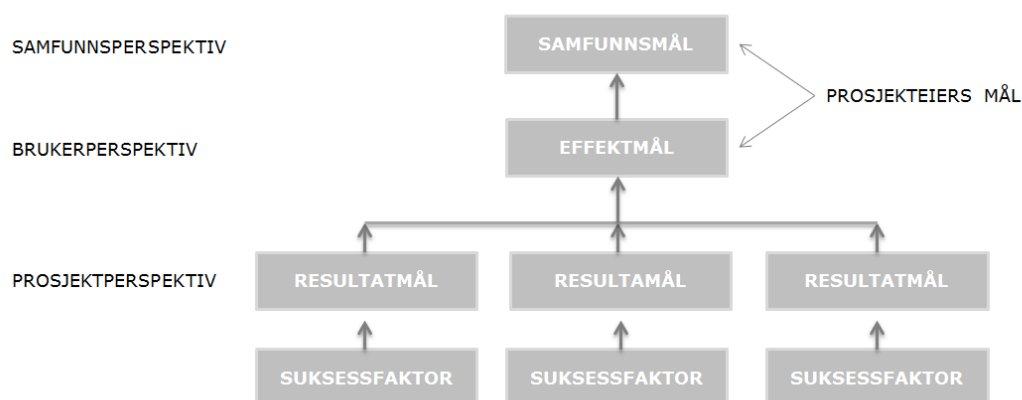 SAMFUNNSPERSPEKTIV
SAMFUNNSMÅL
PROSJEKTEIERS MÅL
BRUKERPERSPEKTIV
EFFEKTMÅL
PROSJEKTPERSPEKTIV
RESULTATMÅL
RESULTAMÅL
RESULTATMÅL
SUKSESSFAKTOR
SUKSESSFAKTOR
SUKSESSFAKTOR